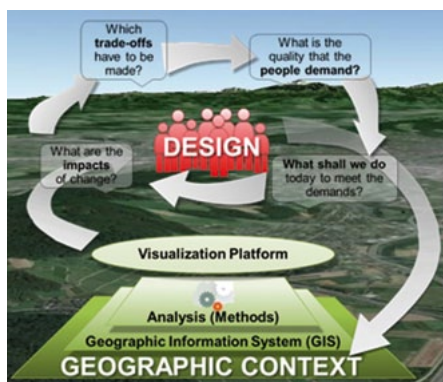 Which
trade-offs
have to be
made?
What is the
quality that the
people demand?
DESIGN
What are the
impacts
of change?
What shall we do
today to meet the
demands?
Visualization Platform
Analysis (Methods)
Geographic Information System (GIS)
GEOGRAPHIC CONTEXT